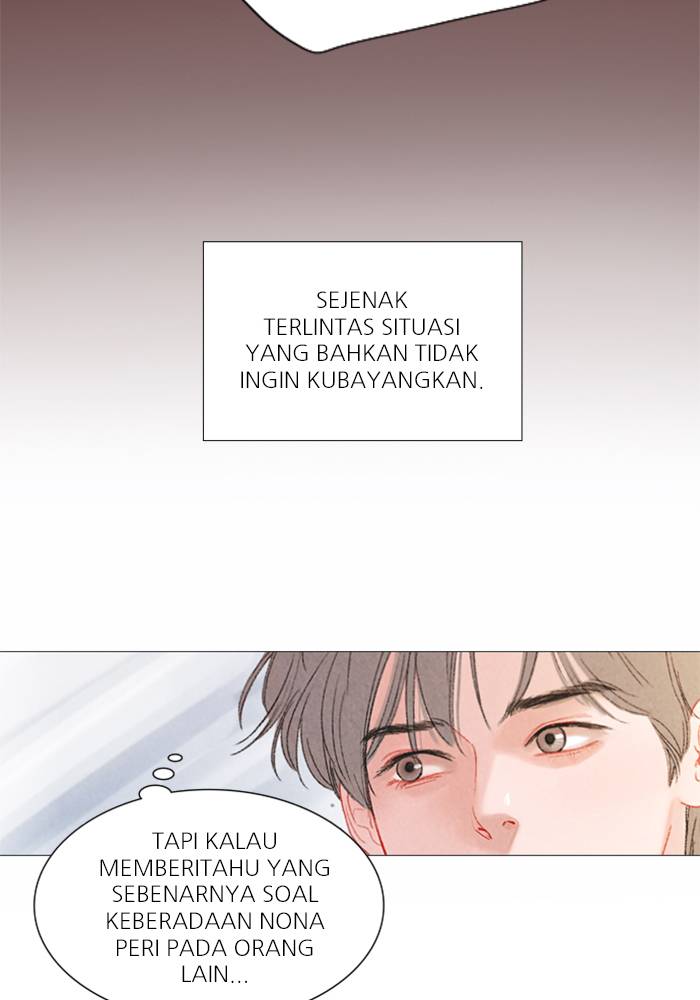 SEJENAK
TERLINTAS SITUASI
YANG BAHKAN TIDAK
INGIN KUBAYANGKAN.
TAPI KALAU
MEMBERITAHU YANG
SEBENARNYA SOAL
KEBERADAAN NONA
PERI PADA ORANG
LAIN...